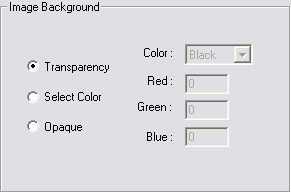 Image Background
Transparency
Select Color
Opaque
Color : Black
Red : 0
Green : 0
Blue : 0